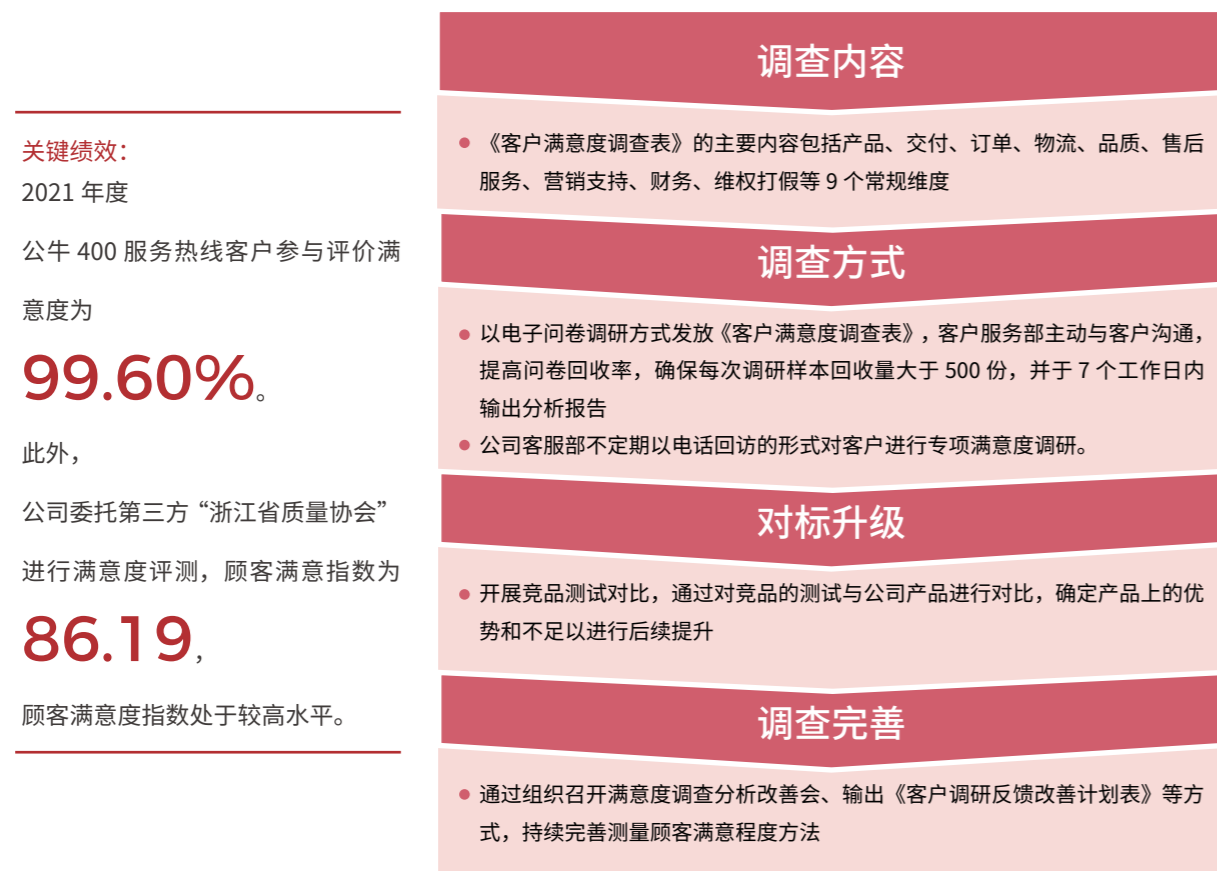 关键绩效：
2021 年度
公牛 400 服务热线客户参与评价满
意度为
99.60%。
此外，
公司委托第三方“浙江省质量协会”
进行满意度评测，顾客满意指数为
86.19，
顾客满意度指数处于较高水平。
调查内容
《客户满意度调查表》的主要内容包括产品、交付、订单、物流、品质、售后
服务、营销支持、财务、维权打假等 9 个常规维度
调查方式
以电子问卷调研方式发放《客户满意度调查表》，客户服务部主动与客户沟通，
提高问卷回收率，确保每次调研样本回收量大于 500 份，并于 7 个工作日内
输出分析报告
公司客服部不定期以电话回访的形式对客户进行专项满意度调研。
对标升级
开展竞品测试对比，通过对竞品的测试与公司产品进行对比，确定产品上的优
势和不足以进行后续提升
调查完善
通过组织召开满意度调查分析改善会、输出《客户调研反馈改善计划表》等方
式，持续完善测量顾客满意程度方法